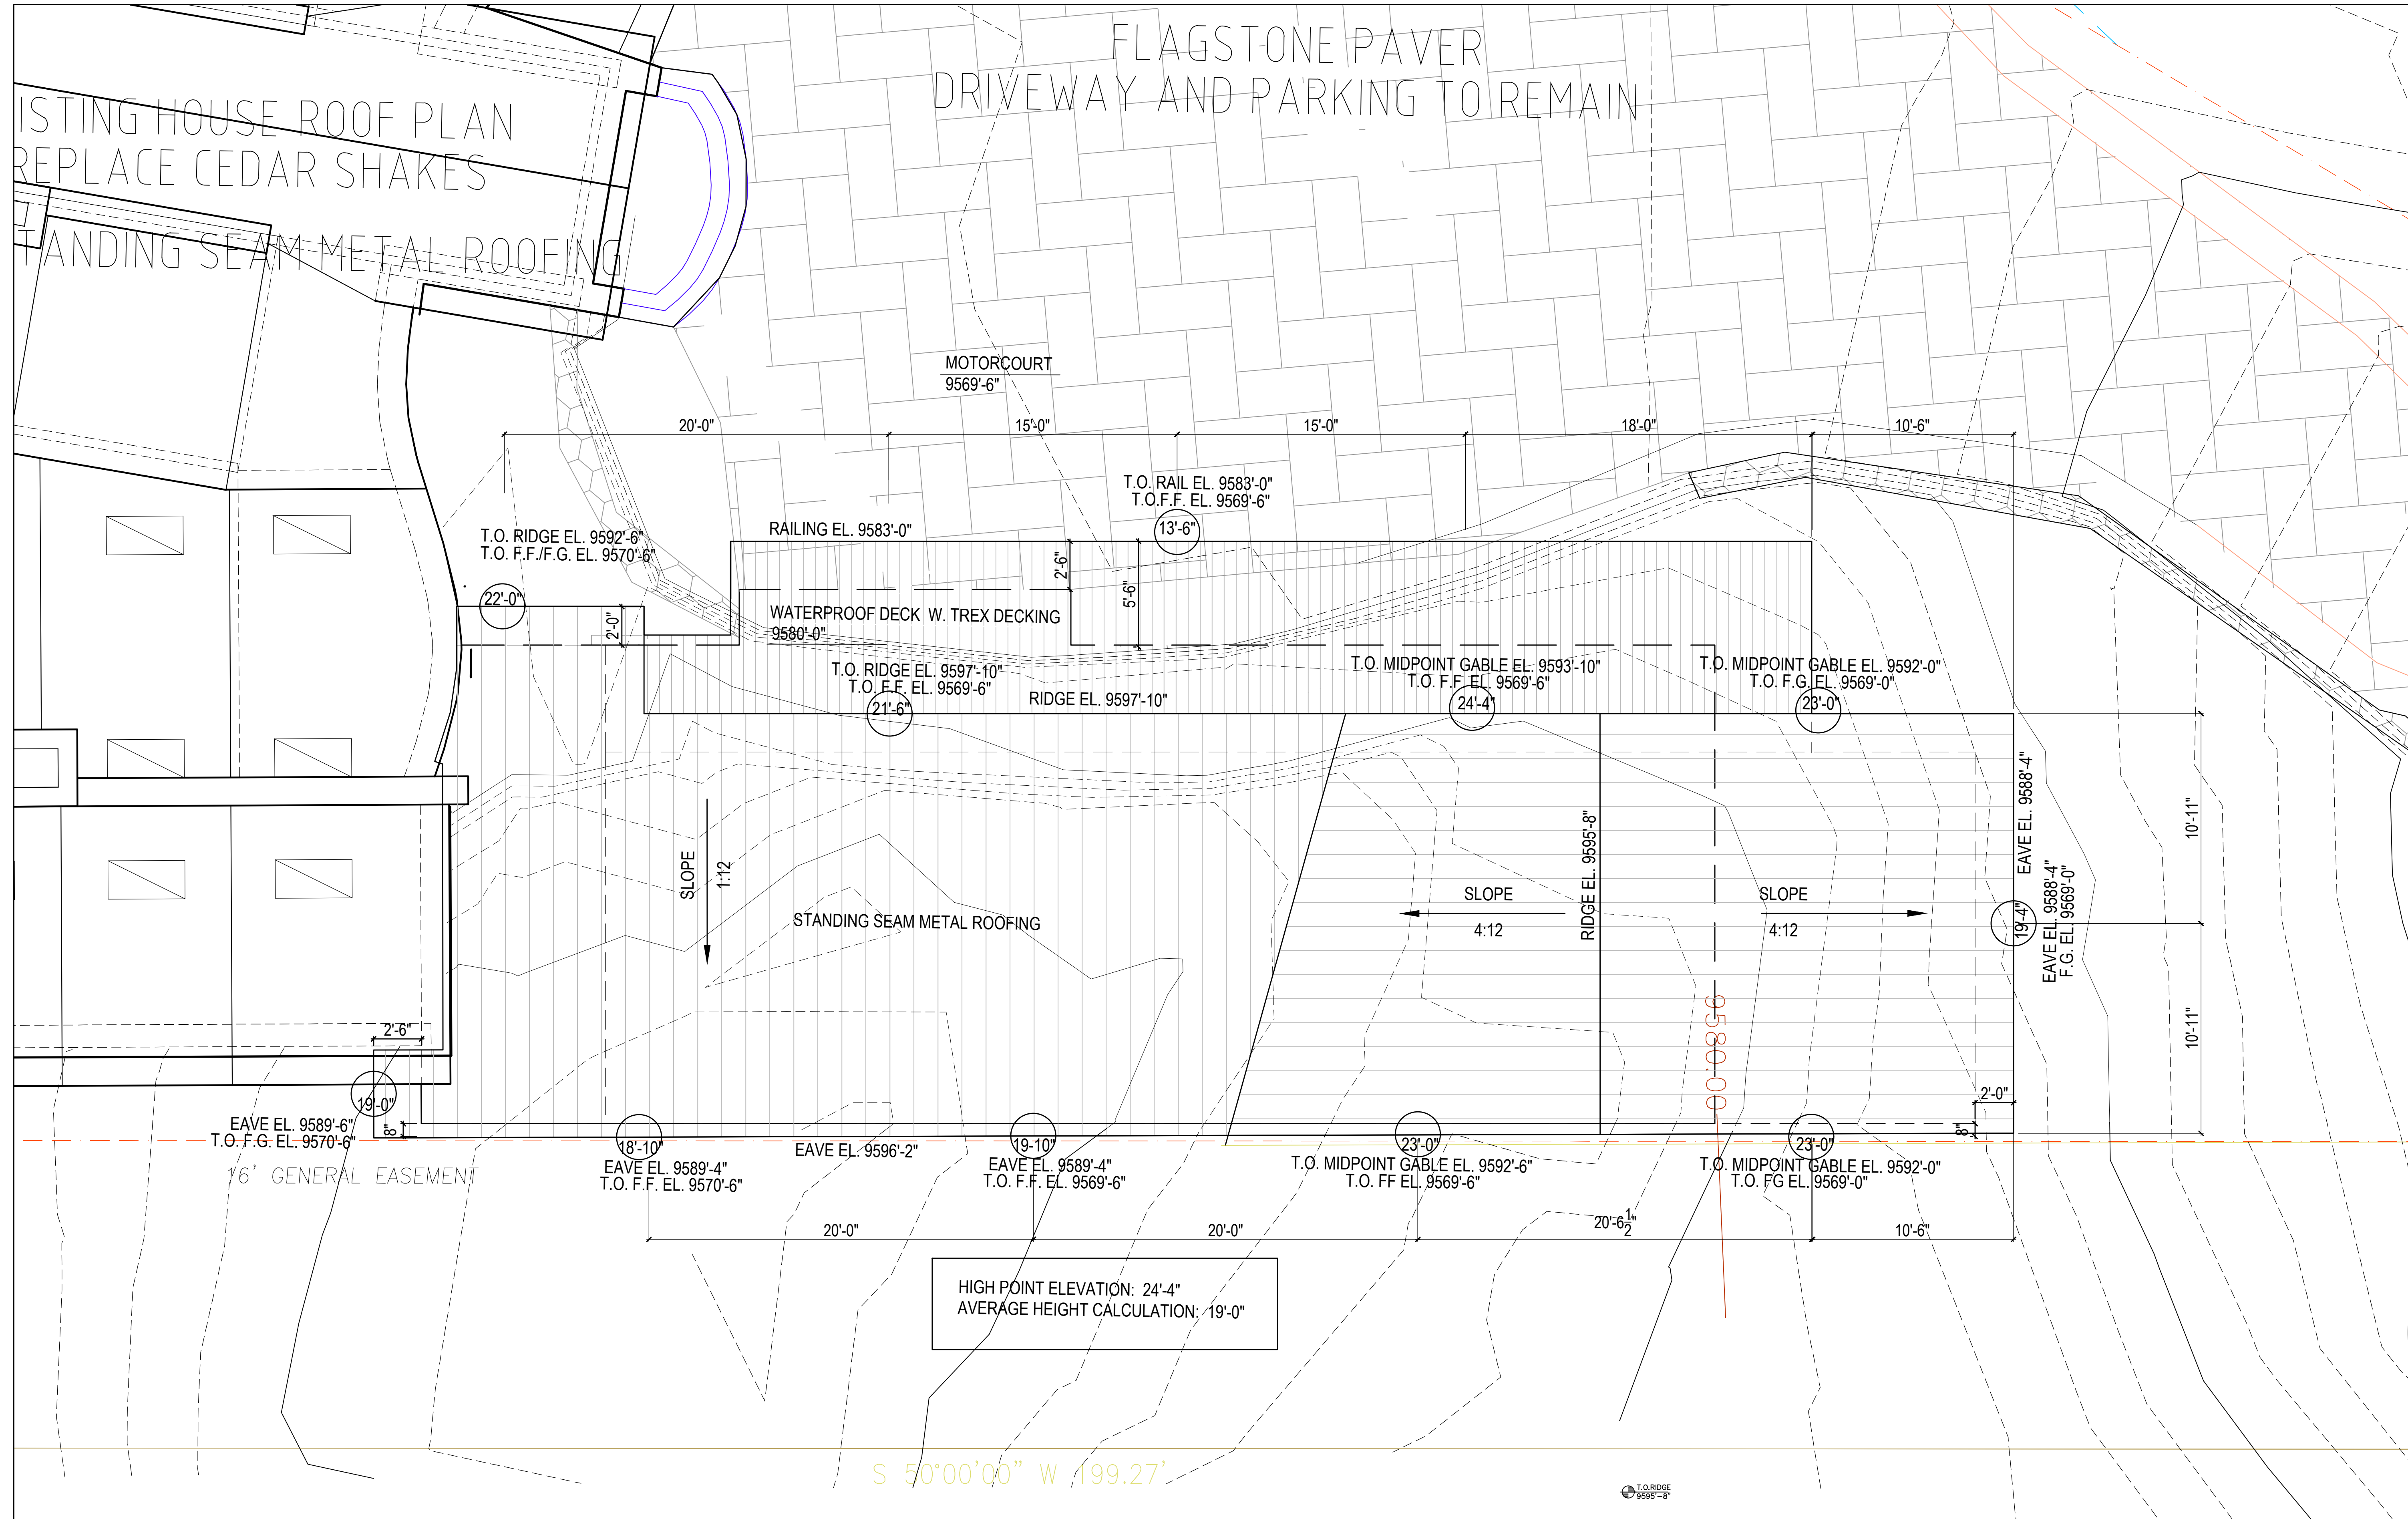 FLAGSTONE PAVER
DRIVEWAY AND PARKING TO REMAIN
ISTING HOUSE ROOF PLAN
REPLACE CEDAR SHAKES
TANDING SEAM METAL ROOFING
MOTORCOURT
9569'-6"
20'-0"
15'-0"
15'-0"
18'-0"
10'-6"
T.O. RAIL EL. 9583'-0"
T.O.F.F. EL. 9569'-6"
13'-6"
RAILING EL. 9583'-0"
T.O. RIDGE EL. 9592'-6"
T.O. F.F./F.G. EL. 9570'-6"
22'-0"
2'-0"
2'-6"
5'-6"
WATERPROOF DECK W. TREX DECKING
9580'-0"
T.O. RIDGE EL. 9597'-10"
T.O. F.F. EL. 9569'-6"
21'-6"
RIDGE EL. 9597'-10"
T.O. MIDPOINT GABLE EL. 9593'-10"
T.O. F.F. EL. 9569'-6"
24'-4"
T.O. MIDPOINT GABLE EL. 9592'-0"
T.O. F.G. EL. 9569'-0"
23'-0"
SLOPE
1:12
STANDING SEAM METAL ROOFING
SLOPE
4:12
RIDGE EL. 9595'-8"
SLOPE
4:12
EAVE EL. 9588'-4"
19'-4"
EAVE EL. 9588'-4"
F.G. EL. 9569'-0"
10'-11"
10'-11"
9580.00
2'-6"
19'-0"
8"
2'-0"
8"
EAVE EL. 9589'-6"
T.O. F.G. EL. 9570'-6"
16' GENERAL EASEMENT
18'-10"
EAVE EL. 9589'-4"
T.O. F.F. EL. 9570'-6"
EAVE EL. 9596'-2"
19'-10"
EAVE EL. 9589'-4"
T.O. F.F. EL. 9569'-6"
23'-0"
T.O. MIDPOINT GABLE EL. 9592'-6"
T.O. FF EL. 9569'-6"
23'-0"
T.O. MIDPOINT GABLE EL. 9592'-0"
T.O. FG EL. 9569'-0"
20'-0"
20'-0"
20'-6 1/2"
10'-6"
HIGH POINT ELEVATION: 24'-4"
AVERAGE HEIGHT CALCULATION: 19'-0"
S 50°00'00" W 199.27'
T.O.RIDGE
9595'-8"